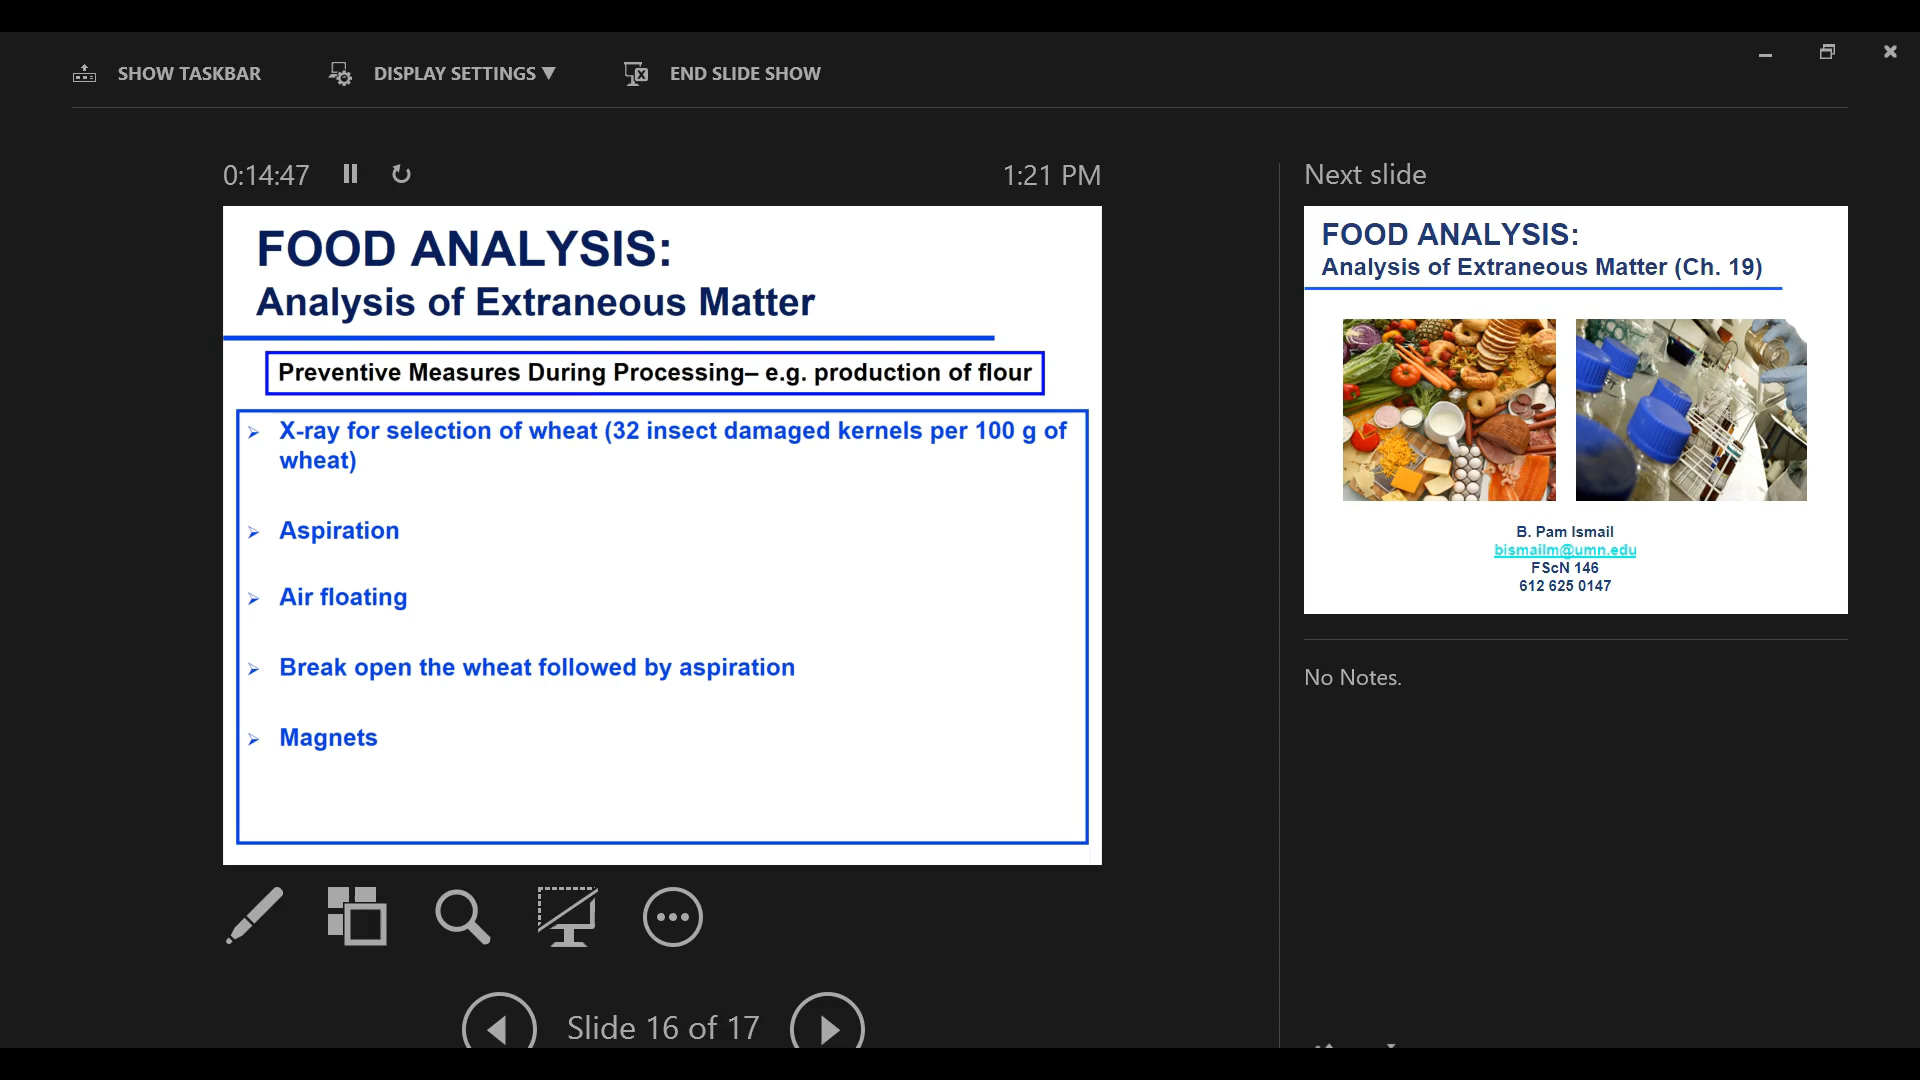 SHOW TASKBAR
DISPLAY SETTINGS ▼
END SLIDE SHOW
0:14:47
1:21 PM
FOOD ANALYSIS:
Analysis of Extraneous Matter
Preventive Measures During Processing– e.g. production of flour
➢ X-ray for selection of wheat (32 insect damaged kernels per 100 g of
wheat)
➢ Aspiration
➢ Air floating
➢ Break open the wheat followed by aspiration
➢ Magnets
Slide 16 of 17
Next slide
FOOD ANALYSIS:
Analysis of Extraneous Matter (Ch. 19)
B. Pam Ismail
bismailm@umn.edu
FScN 146
612 625 0147
No Notes.